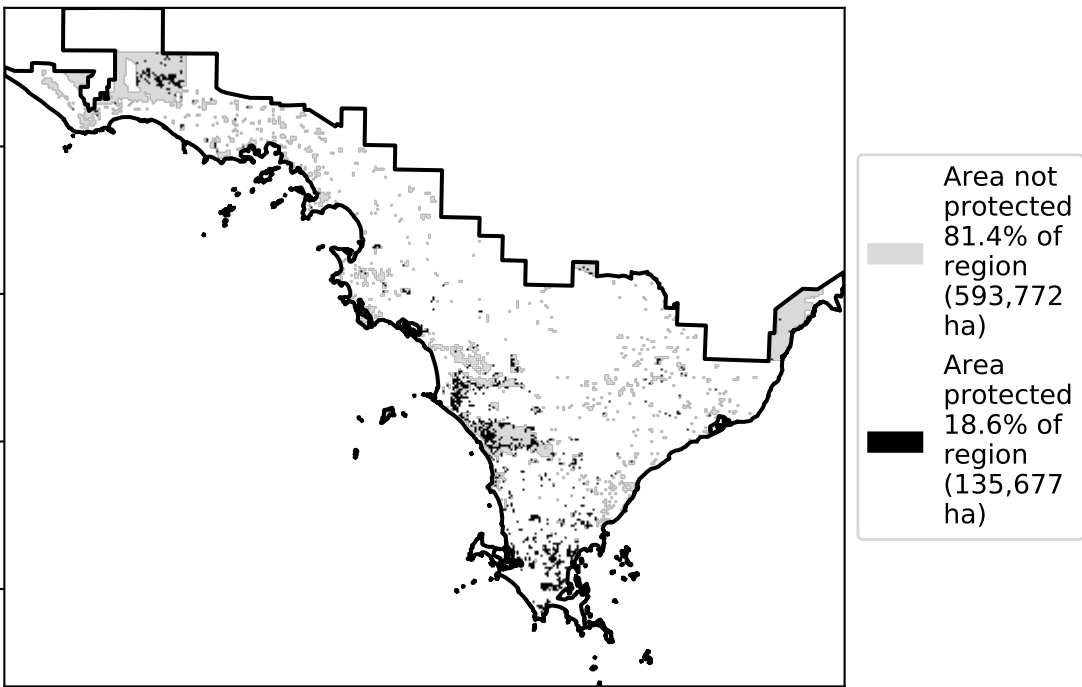 Area not
protected
81.4% of
region
(593,772
ha)
Area
protected
18.6% of
region
(135,677
ha)